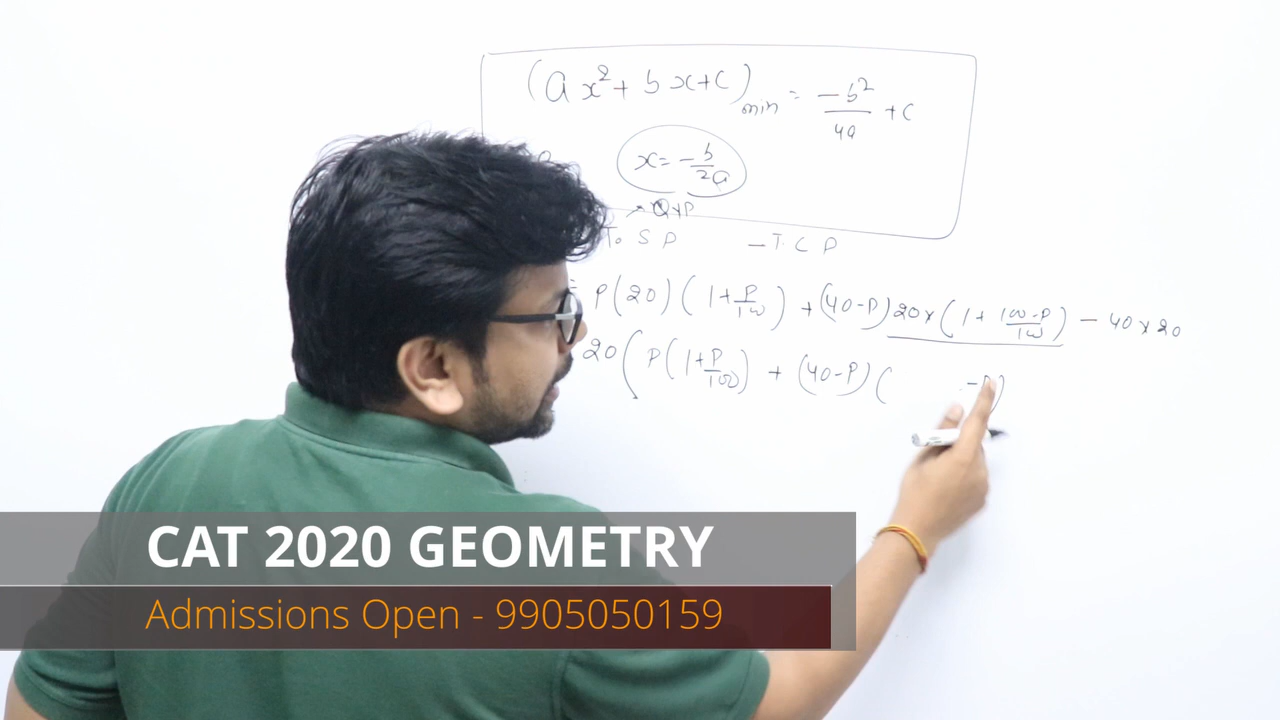 (ax²+bx+c)min = -b²/4a + c
x = -b/2a
To SP - T.C P
= P(20)(1+P/100) + (40-P)20×(1+100-P/100) - 40×20
20(P(1+P/100) + (40-P)( -P)
CAT 2020 GEOMETRY
Admissions Open - 9905050159